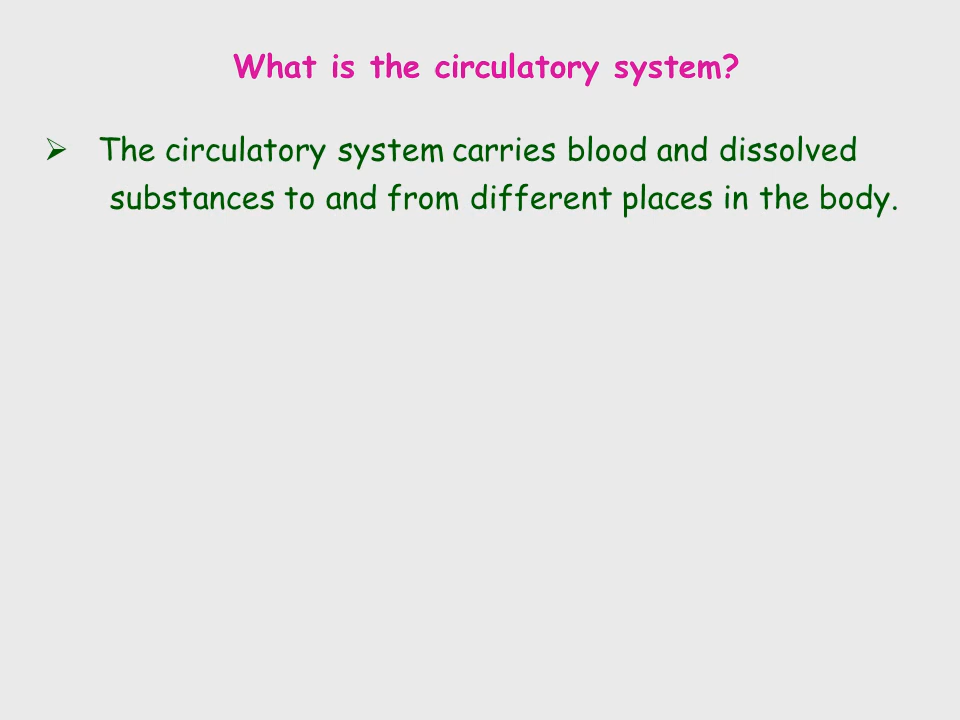 What is the circulatory system?
➢ The circulatory system carries blood and dissolved
substances to and from different places in the body.